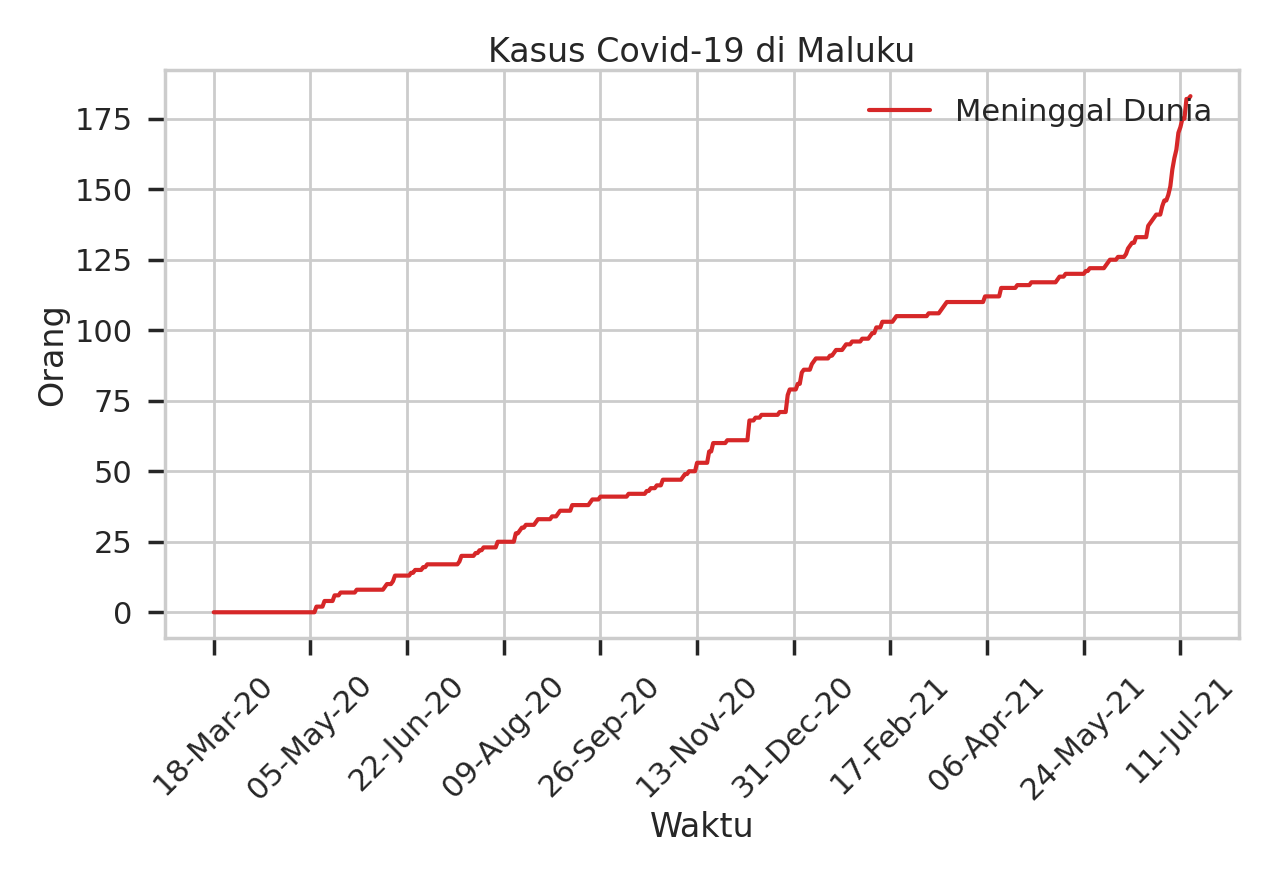 Kasus Covid-19 di Maluku
Meninggal Dunia
175
150
125
100
75
50
25
0
Orang
18-Mar-20
05-May-20
22-Jun-20
09-Aug-20
26-Sep-20
13-Nov-20
31-Dec-20
17-Feb-21
06-Apr-21
24-May-21
11-Jul-21
Waktu